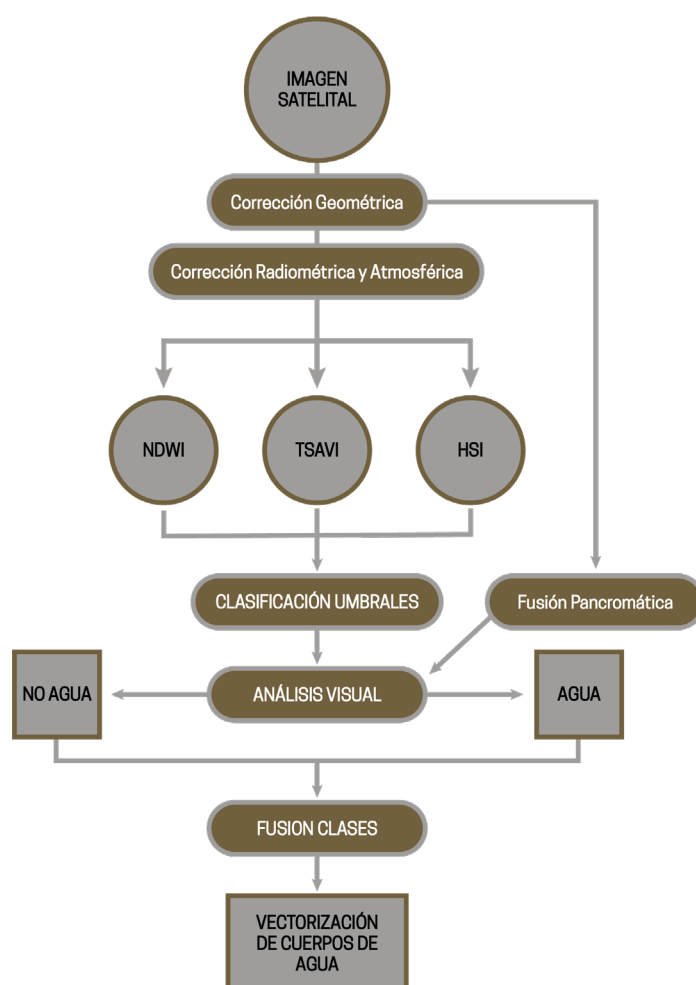 IMAGEN
SATELITAL
Corrección Geométrica
Corrección Radiométrica y Atmosférica
NDWI
TSAVI
HSI
CLASIFICACIÓN UMBRALES
Fusión Pancromática
NO AGUA
ANÁLISIS VISUAL
AGUA
FUSION CLASES
VECTORIZACIÓN
DE CUERPOS DE
AGUA